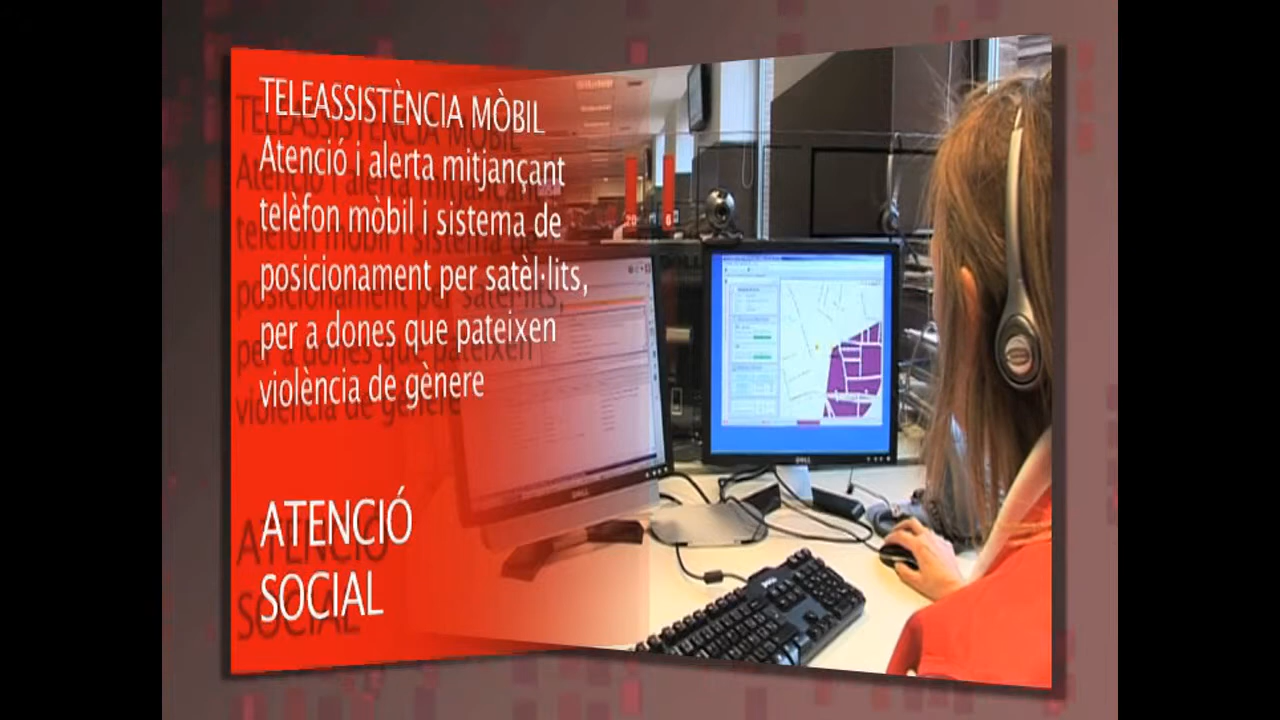 TELEASSISTÈNCIA MÒBIL
Atenció i alerta mitjançant
telèfon mòbil i sistema de
posicionament per satèl·lits,
per a dones que pateixen
violència de gènere
ATENCIÓ
SOCIAL
DELL